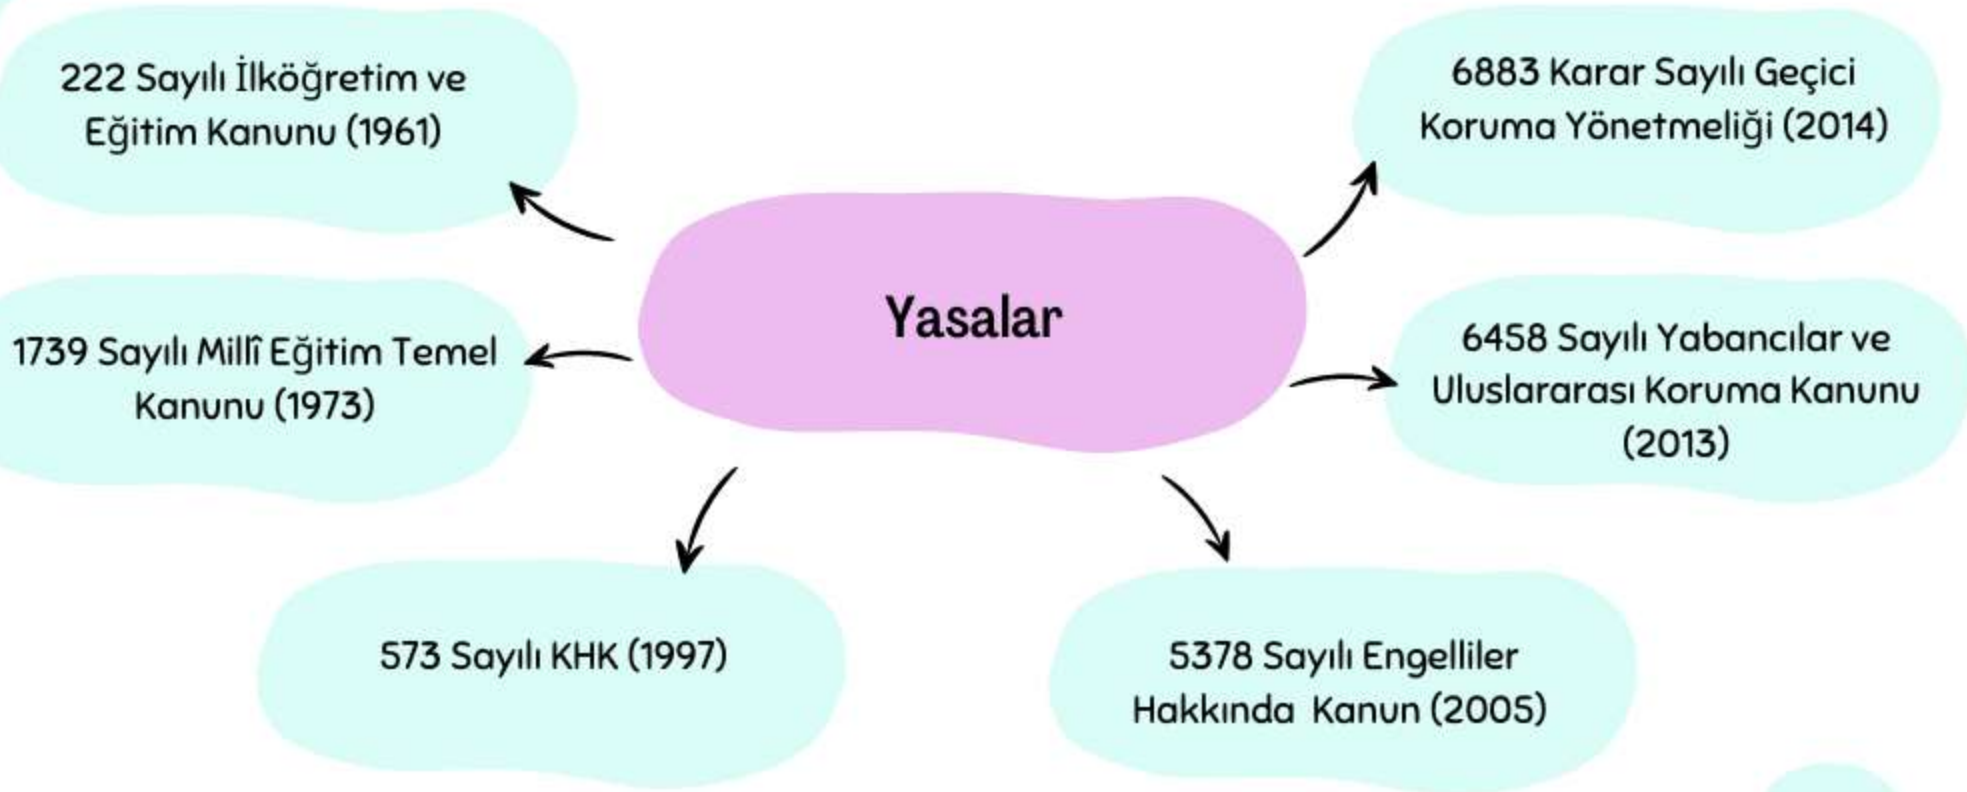 222 Sayılı İlköğretim ve
Eğitim Kanunu (1961)
6883 Karar Sayılı Geçici
Koruma Yönetmeliği (2014)
Yasalar
1739 Sayılı Millî Eğitim Temel
Kanunu (1973)
6458 Sayılı Yabancılar ve
Uluslararası Koruma Kanunu
(2013)
573 Sayılı KHK (1997)
5378 Sayılı Engelliler
Hakkında Kanun (2005)